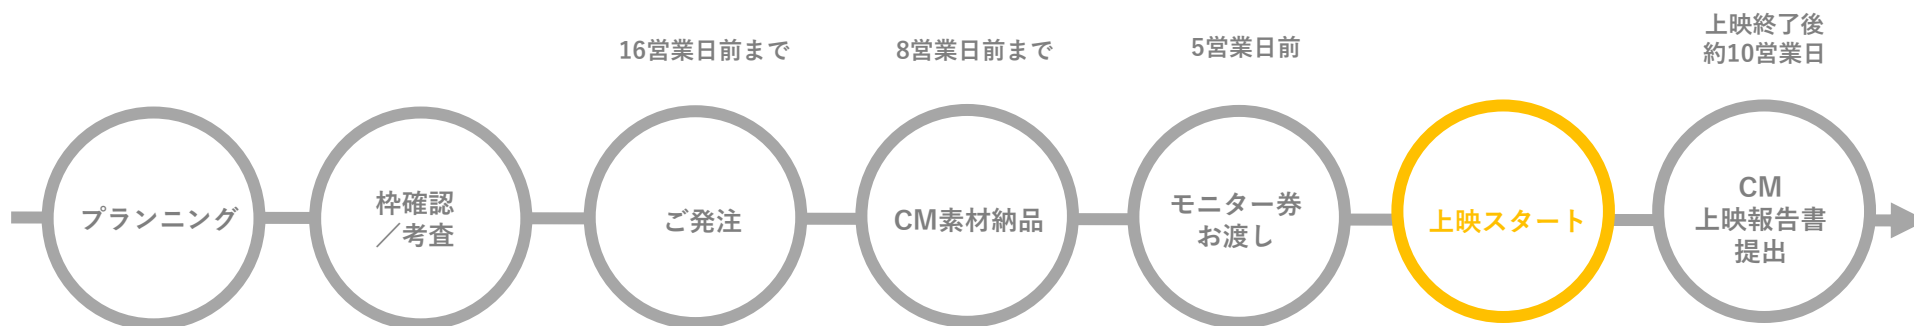 16営業日前まで
8営業日前まで
5営業日前
上映終了後
約10営業日
プランニング
枠確認
／考査
ご発注
CM素材納品
モニター券
お渡し
上映スタート
CM
上映報告書
提出